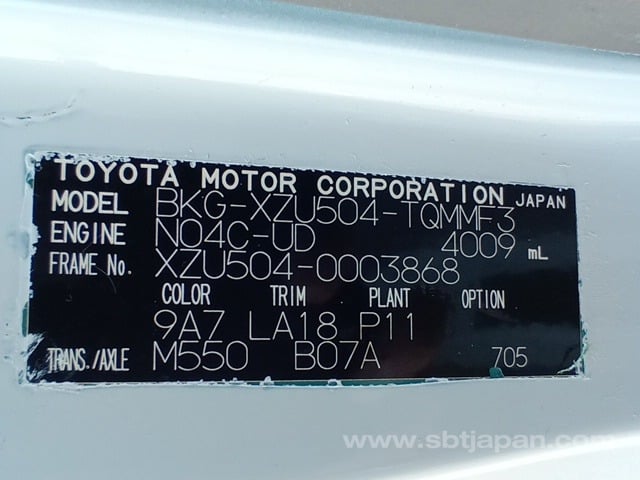 TOYOTA MOTOR CORPORATION JAPAN
MODEL BKG-XZU504-TQMMF3
ENGINE N04C-UD 4009 mL
FRAME No. XZU504-0003868
COLOR TRIM PLANT OPTION
9A7 LA18 P11
TRANS./AXLE M550 B07A 705
www.sbtjapan.com